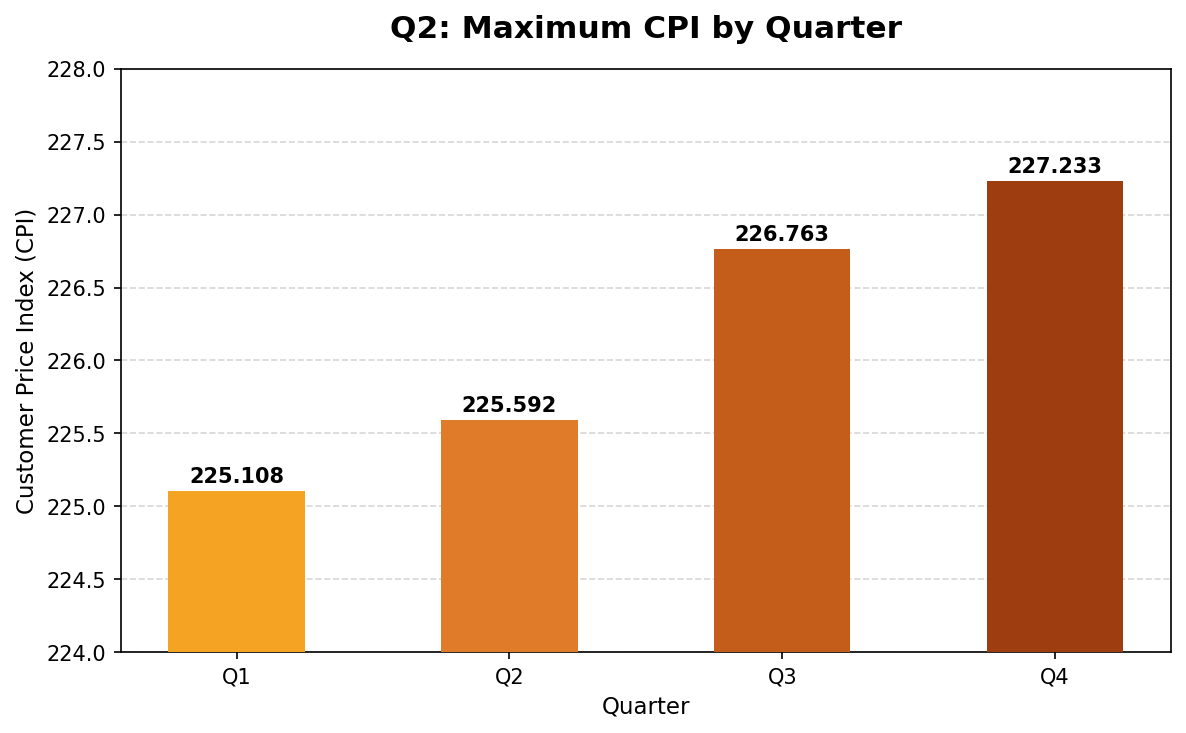 Q2: Maximum CPI by Quarter
Customer Price Index (CPI)
228.0
227.5
227.0
226.5
226.0
225.5
225.0
224.5
224.0
225.108
225.592
226.763
227.233
Q1
Q2
Q3
Q4
Quarter